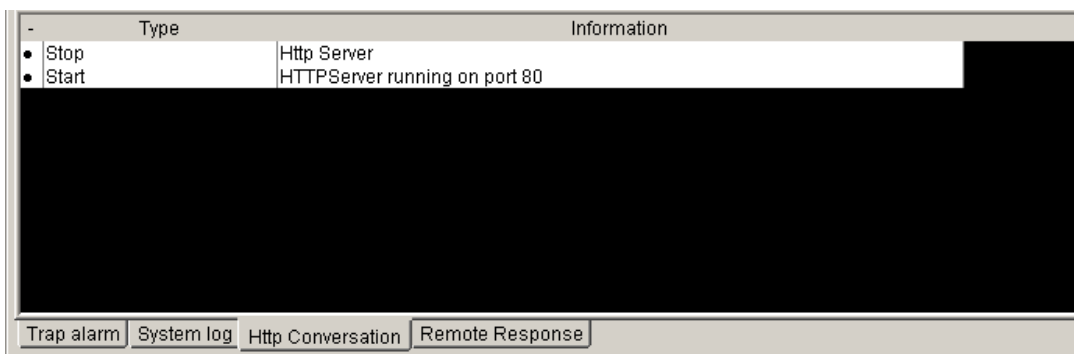 - Type Information
Stop Http Server
Start HTTPServer running on port 80
Trap alarm System log Http Conversation Remote Response